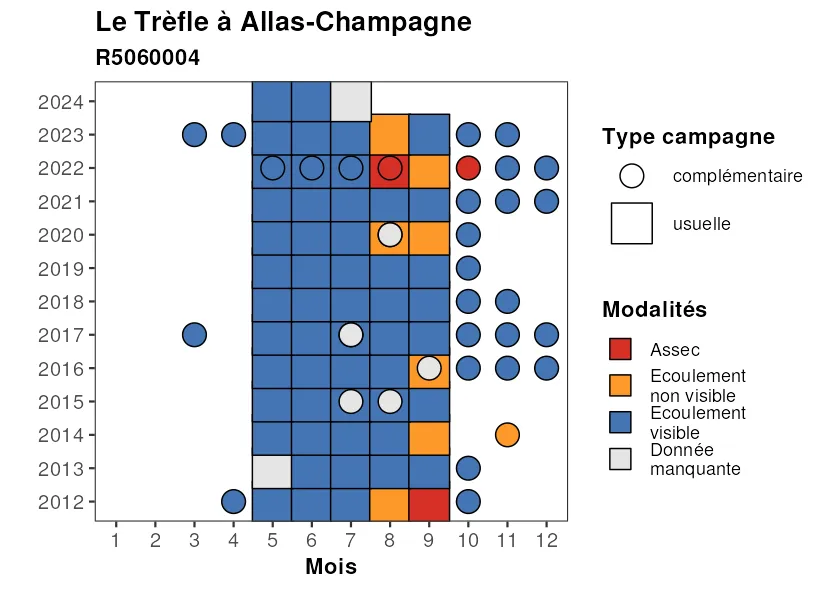 Le Trèfle à Allas-Champagne
R5060004
2024
2023
2022
2021
2020
2019
2018
2017
2016
2015
2014
2013
2012
1 2 3 4 5 6 7 8 9 10 11 12
Mois
Type campagne
complémentaire
usuelle
Modalités
Assec
Ecoulement
non visible
Ecoulement
visible
Donnée
manquante